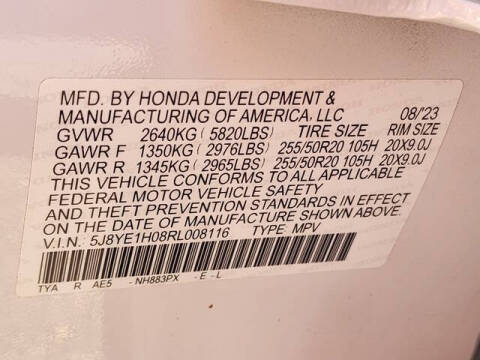 MFD. BY HONDA DEVELOPMENT &
MANUFACTURING OF AMERICA, LLC 08/'23
GVWR 2640KG ( 5820LBS) TIRE SIZE RIM SIZE
GAWR F 1350KG ( 2976LBS) 255/50R20 105H 20X9.0J
GAWR R 1345KG ( 2965LBS) 255/50R20 105H 20X9.0J
THIS VEHICLE CONFORMS TO ALL APPLICABLE
FEDERAL MOTOR VEHICLE SAFETY
AND THEFT PREVENTION STANDARDS IN EFFECT
ON THE DATE OF MANUFACTURE SHOWN ABOVE.
V.I.N. 5J8YE1H08RL008116 TYPE MPV
TYA R AE5 NH883PX -E-L